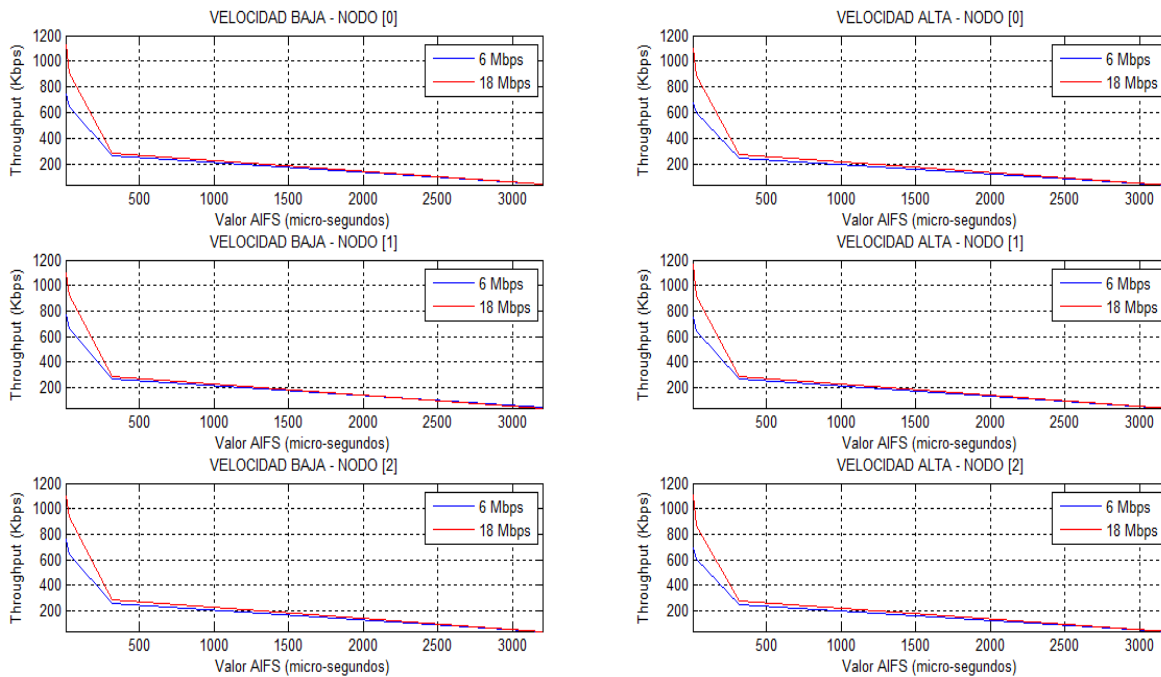 VELOCIDAD BAJA - NODO [0]
Throughput (Kbps)
1200
1000
800
600
400
200
6 Mbps
18 Mbps
500 1000 1500 2000 2500 3000
Valor AIFS (micro-segundos)
VELOCIDAD ALTA - NODO [0]
Throughput (Kbps)
1200
1000
800
600
400
200
6 Mbps
18 Mbps
500 1000 1500 2000 2500 3000
Valor AIFS (micro-segundos)
VELOCIDAD BAJA - NODO [1]
Throughput (Kbps)
1200
1000
800
600
400
200
6 Mbps
18 Mbps
500 1000 1500 2000 2500 3000
Valor AIFS (micro-segundos)
VELOCIDAD ALTA - NODO [1]
Throughput (Kbps)
1200
1000
800
600
400
200
6 Mbps
18 Mbps
500 1000 1500 2000 2500 3000
Valor AIFS (micro-segundos)
VELOCIDAD BAJA - NODO [2]
Throughput (Kbps)
1200
1000
800
600
400
200
6 Mbps
18 Mbps
500 1000 1500 2000 2500 3000
Valor AIFS (micro-segundos)
VELOCIDAD ALTA - NODO [2]
Throughput (Kbps)
1200
1000
800
600
400
200
6 Mbps
18 Mbps
500 1000 1500 2000 2500 3000
Valor AIFS (micro-segundos)